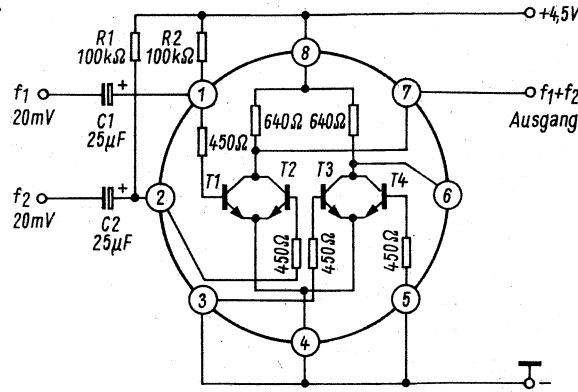 R1
100kΩ
R2
100kΩ
+4,5V
8
f1
20mV
C1
25µF
+
1
7
f1+f2
Ausgang
450Ω
640Ω
640Ω
T1
T2
T3
T4
f2
20mV
C2
25µF
+
2
6
450Ω
450Ω
450Ω
3
5
4
−